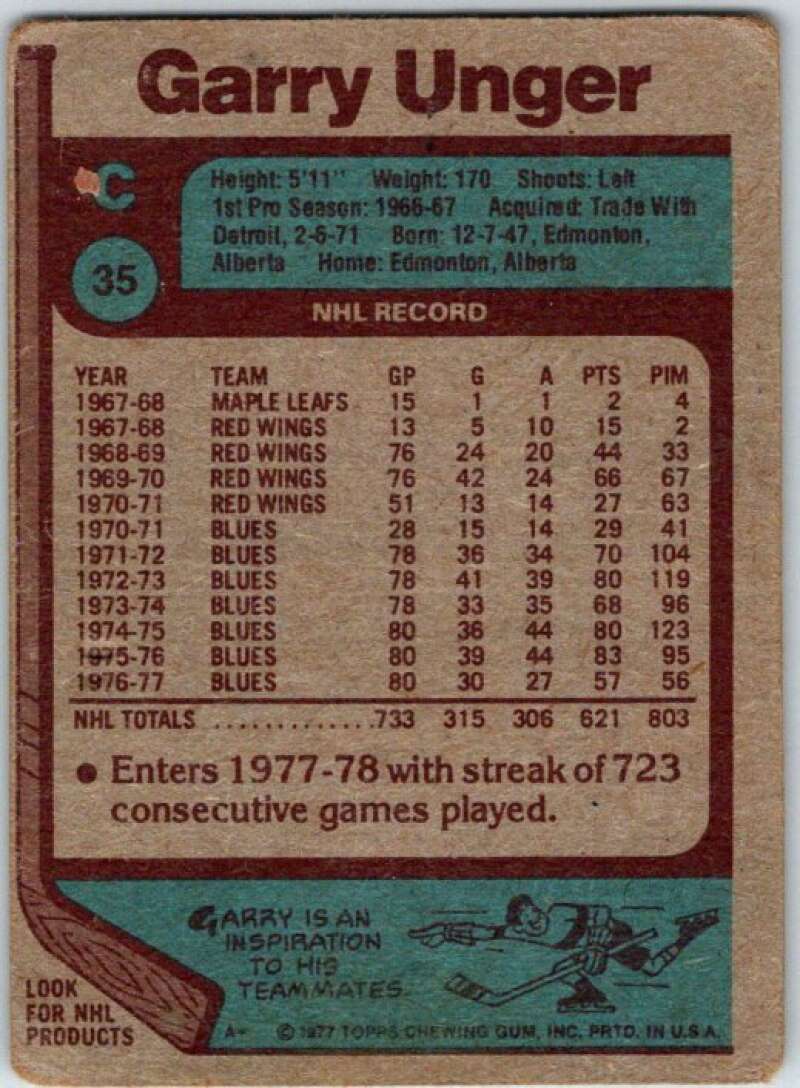 Garry Unger
C
35
Height: 5'11" Weight: 170 Shoots: Left
1st Pro Season: 1966-67 Acquired: Trade With
Detroit, 2-6-71 Born: 12-7-47, Edmonton,
Alberta Home: Edmonton, Alberta
NHL RECORD
YEAR TEAM GP G A PTS PIM
1967-68 MAPLE LEAFS 15 1 1 2 4
1967-68 RED WINGS 13 5 10 15 2
1968-69 RED WINGS 76 24 20 44 33
1969-70 RED WINGS 76 42 24 66 67
1970-71 RED WINGS 51 13 14 27 63
1970-71 BLUES 28 15 14 29 41
1971-72 BLUES 78 36 34 70 104
1972-73 BLUES 78 41 39 80 119
1973-74 BLUES 78 33 35 68 96
1974-75 BLUES 80 36 44 80 123
1975-76 BLUES 80 39 44 83 95
1976-77 BLUES 80 30 27 57 56
NHL TOTALS .............733 315 306 621 803
● Enters 1977-78 with streak of 723
consecutive games played.
GARRY IS AN
INSPIRATION
TO HIS
TEAMMATES.
LOOK
FOR NHL
PRODUCTS
A- © 1977 TOPPS CHEWING GUM, INC. PRTD. IN U.S.A.